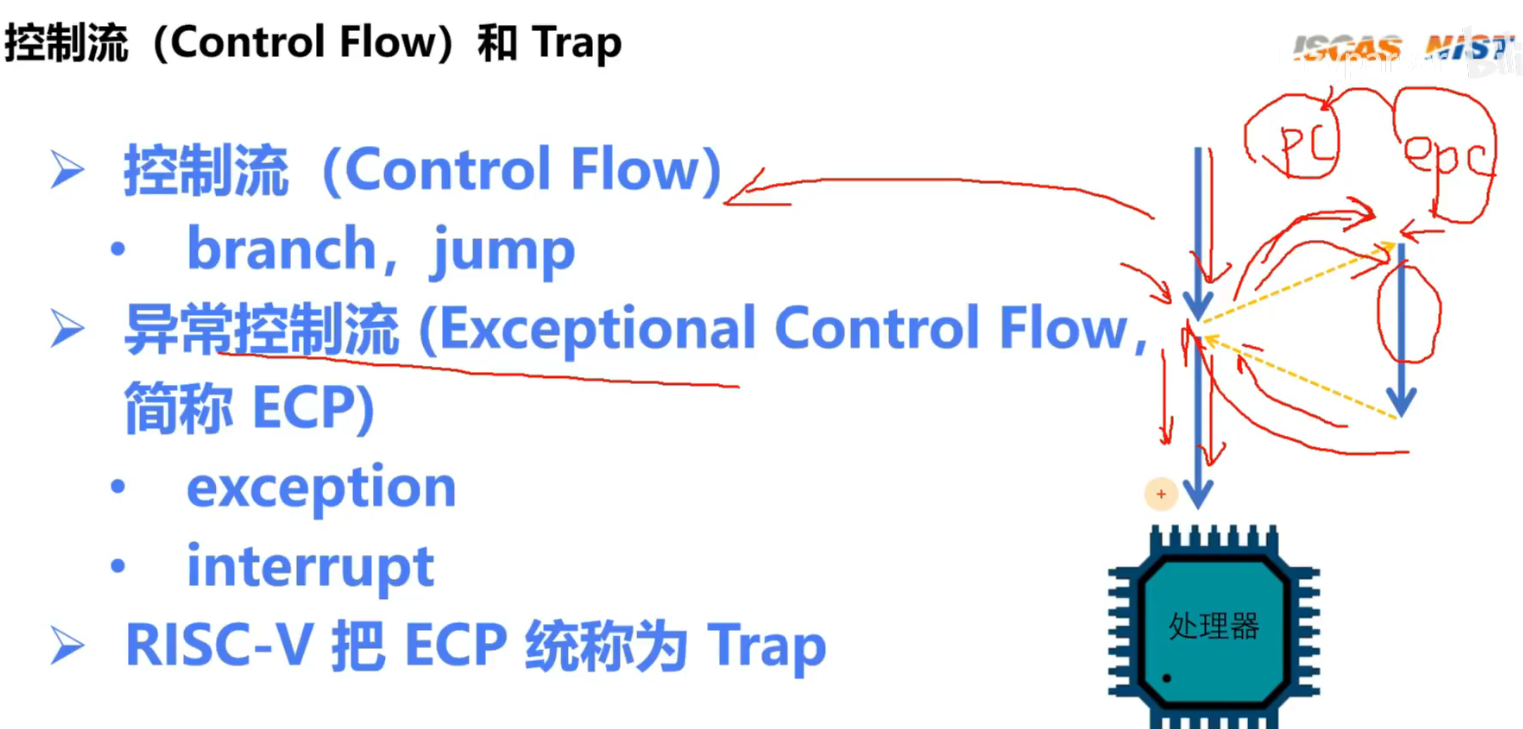 控制流（Control Flow）和 Trap
ISCAS MIST
控制流（Control Flow）
branch，jump
异常控制流 (Exceptional Control Flow，
简称 ECP)
exception
interrupt
RISC-V 把 ECP 统称为 Trap
PC
epc
处理器